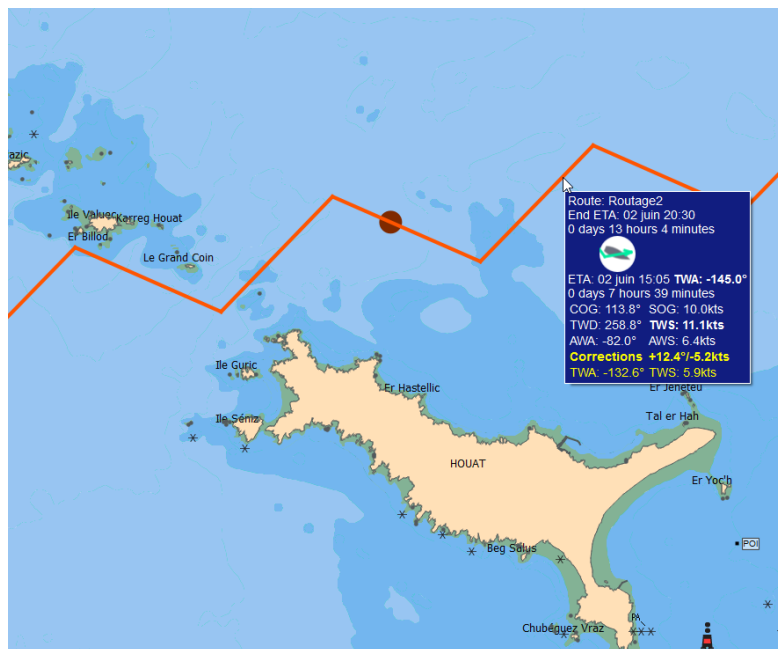 azic
Ile Valuec
Karreg Houat
El Billod
Le Grand Coin
Route: Routage2
End ETA: 02 juin 20:30
0 days 13 hours 4 minutes
ETA: 02 juin 15:05 TWA: -145.0°
0 days 7 hours 39 minutes
COG: 113.8° SOG: 10.0kts
TWD: 258.8° TWS: 11.1kts
AWA: -82.0° AWS: 6.4kts
Corrections +12.4°/-5.2kts
TWA: -132.6° TWS: 5.9kts
Ile Guric
Er Hastellic
Er Jeneteu
Ile Séniz
Tal er Hah
HOUAT
Er Yoc'h
Beg Salus
POI
PA
Chubéguez Vraz